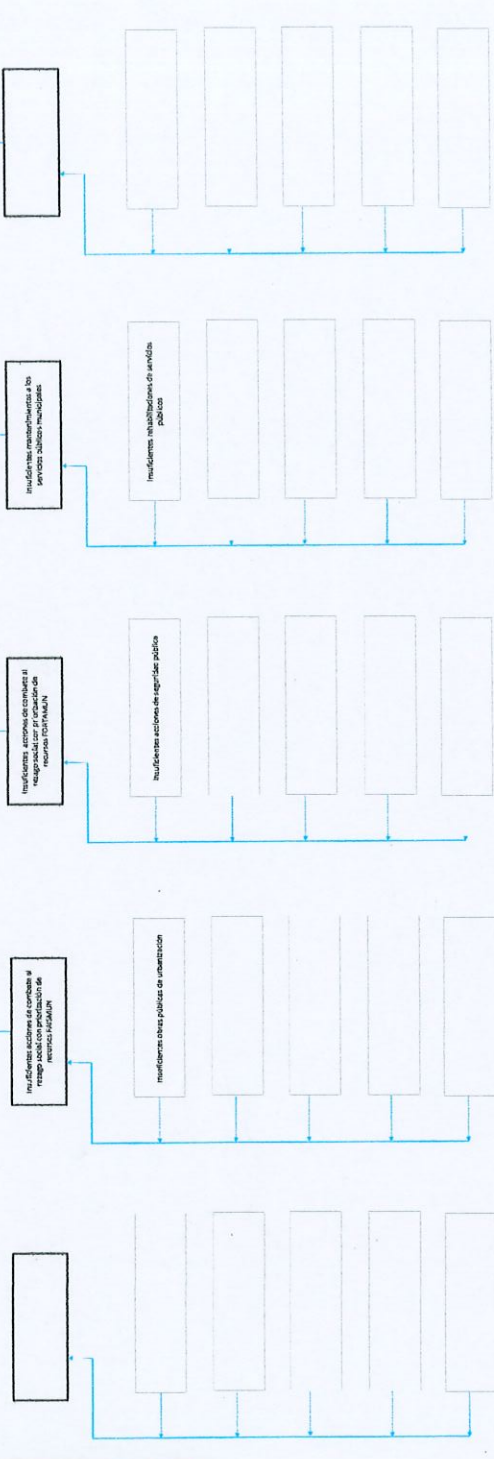 Insuficientes acciones de combate al
rezago social con priorización de
recursos FAISMUN
Insuficientes obras públicas de urbanización
Insuficientes acciones de combate al
rezago social con priorización de
recursos FORTAMUN
Insuficientes acciones de seguridad pública
Insuficientes mantenimientos a los
servicios públicos municipales
Insuficientes rehabilitaciones de servicios
públicos